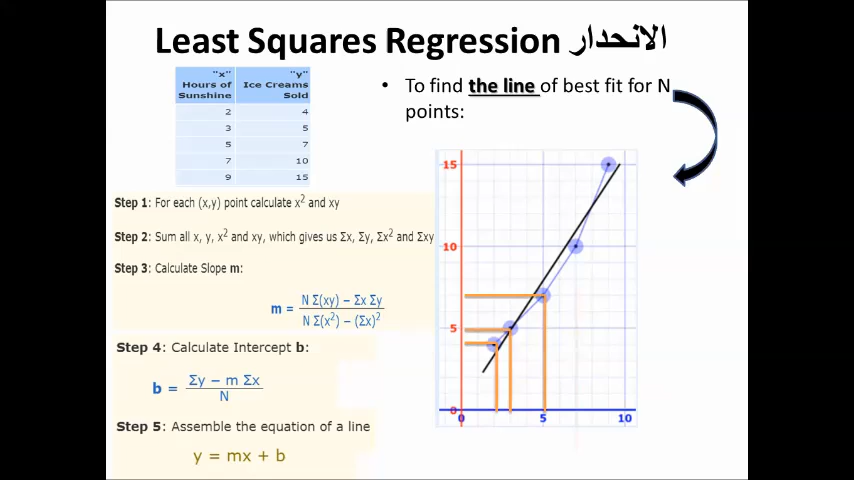 Least Squares Regression الانحدار
"x" "y"
Hours of Sunshine Ice Creams Sold
2 4
3 5
5 7
7 10
9 15
• To find the line of best fit for N
points:
Step 1: For each (x,y) point calculate x² and xy
Step 2: Sum all x, y, x² and xy, which gives us Σx, Σy, Σx² and Σxy
Step 3: Calculate Slope m:
m = (N Σ(xy) − Σx Σy) / (N Σ(x²) − (Σx)²)
Step 4: Calculate Intercept b:
b = (Σy − m Σx) / N
Step 5: Assemble the equation of a line
y = mx + b
15
10
5
0
0 5 10